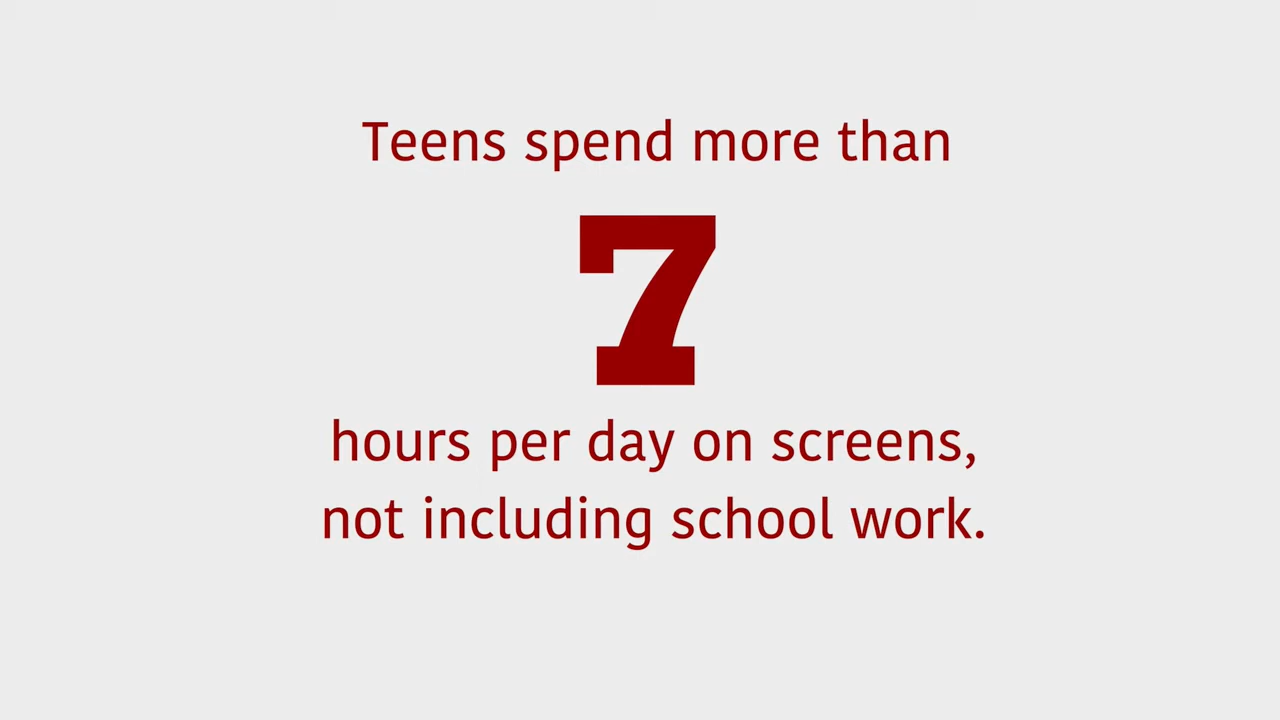 Teens spend more than
7
hours per day on screens,
not including school work.